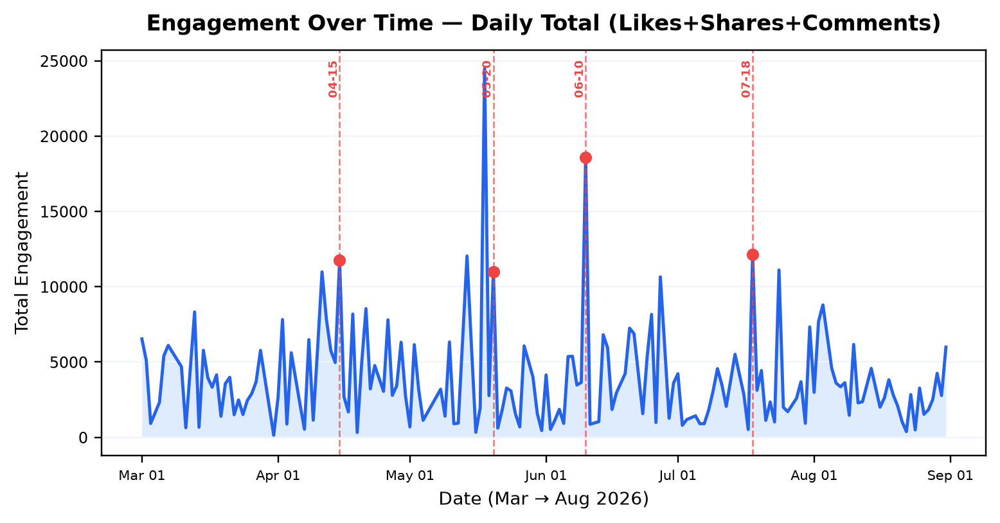 Engagement Over Time — Daily Total (Likes+Shares+Comments)
25000
20000
15000
10000
5000
0
Total Engagement
04-15
05-20
06-10
07-18
Mar 01
Apr 01
May 01
Jun 01
Jul 01
Aug 01
Sep 01
Date (Mar → Aug 2026)